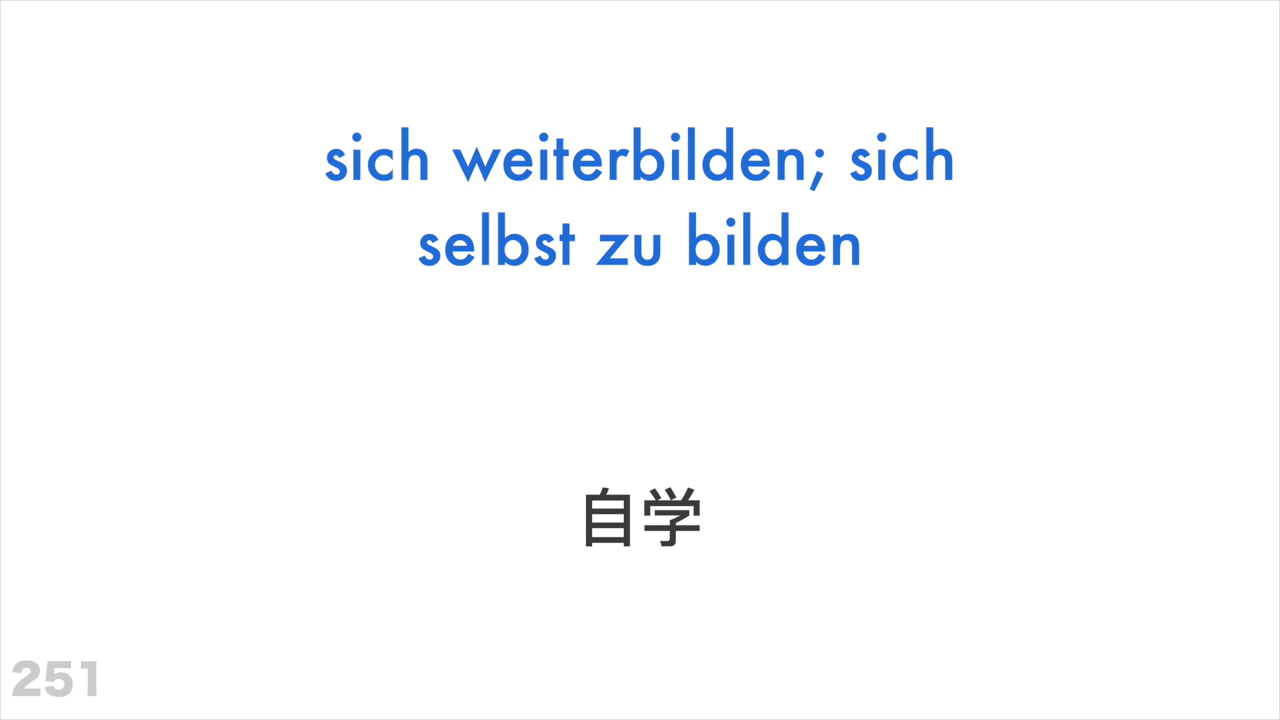 sich weiterbilden; sich
selbst zu bilden
自学
251